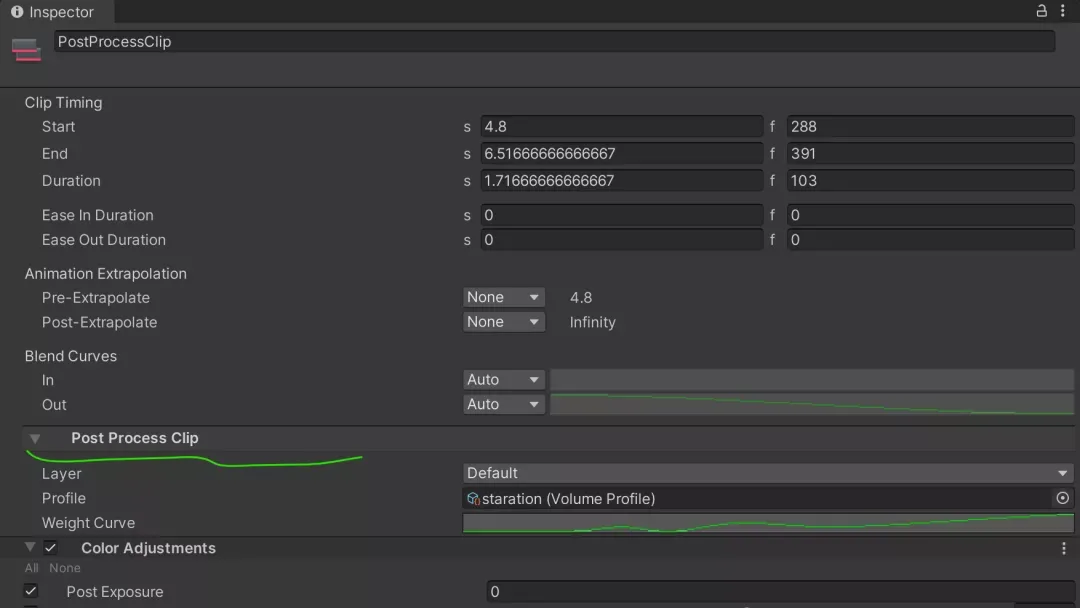 Inspector
PostProcessClip
Clip Timing
Start s 4.8 f 288
End s 6.51666666666667 f 391
Duration s 1.71666666666667 f 103
Ease In Duration s 0 f 0
Ease Out Duration s 0 f 0
Animation Extrapolation
Pre-Extrapolate None 4.8
Post-Extrapolate None Infinity
Blend Curves
In Auto
Out Auto
Post Process Clip
Layer Default
Profile staration (Volume Profile)
Weight Curve
Color Adjustments
All None
Post Exposure 0